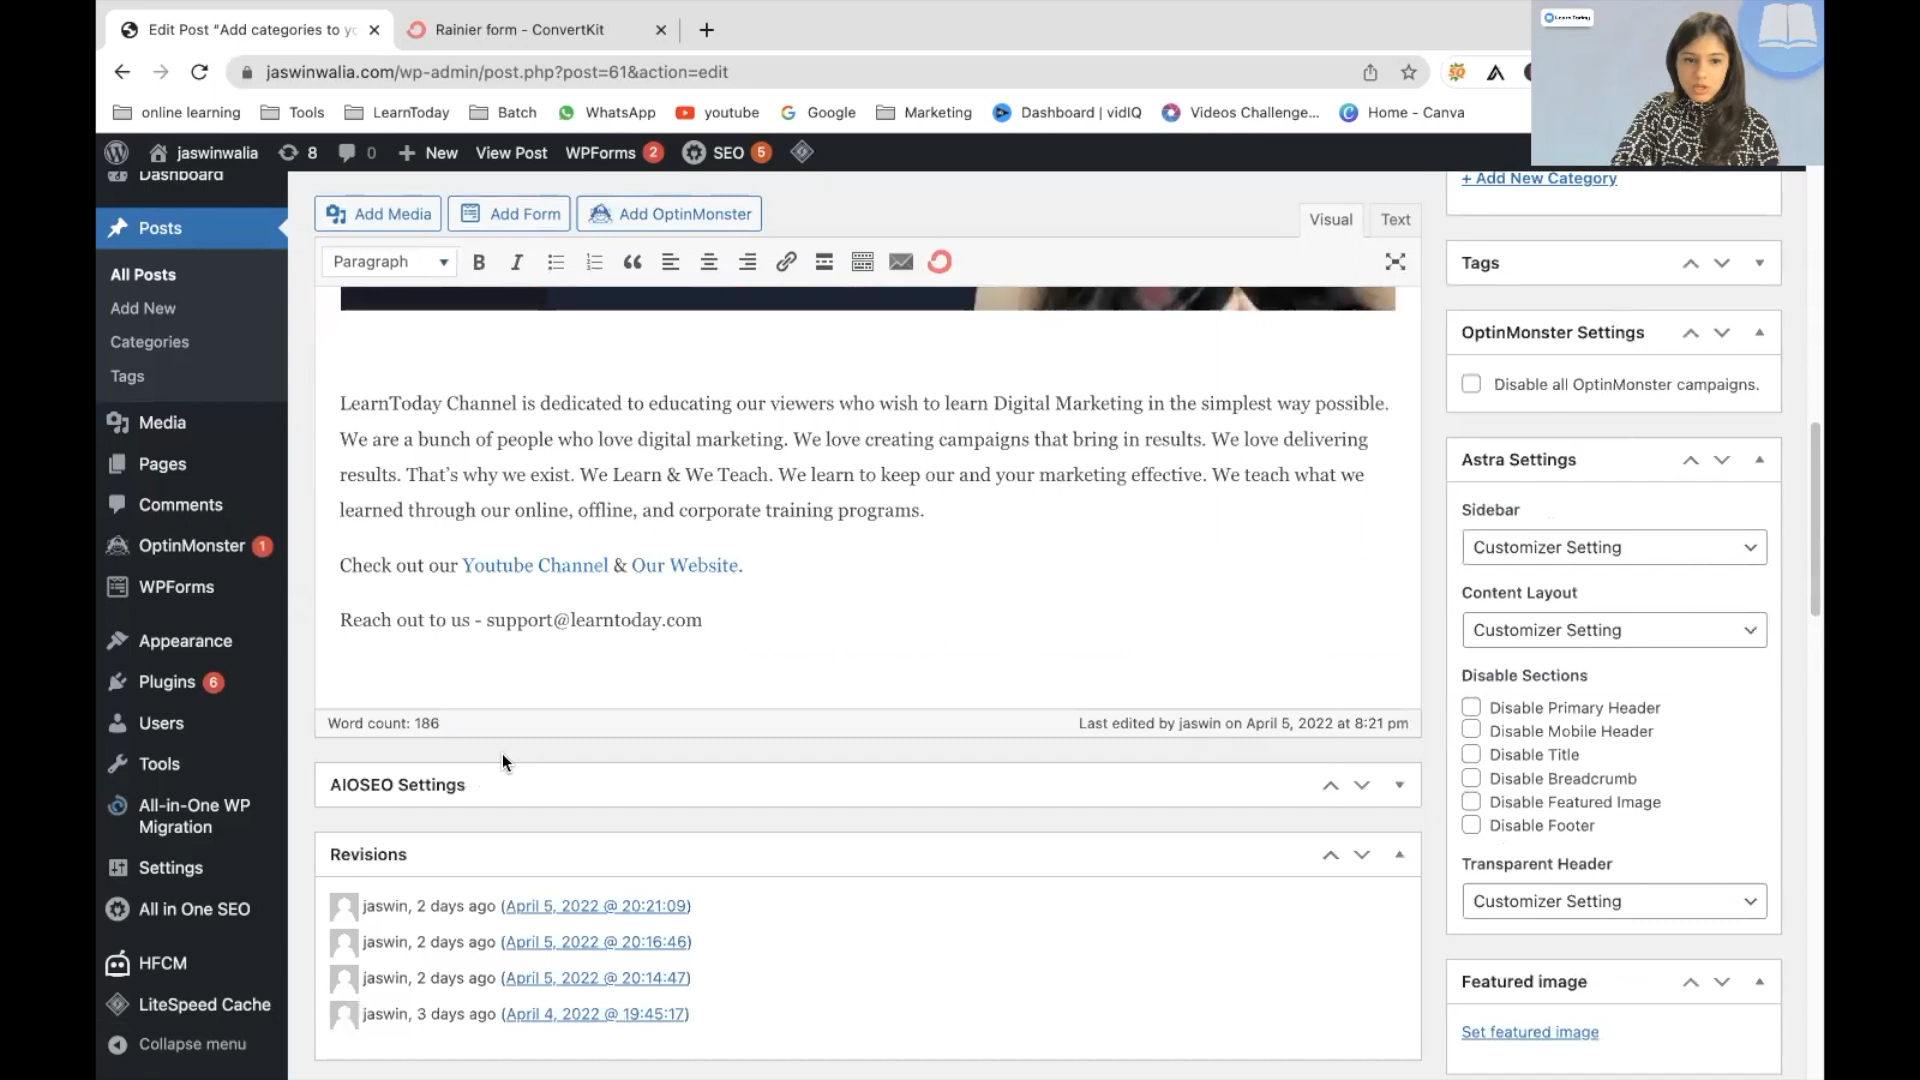 Edit Post “Add categories to yo
Rainier form - ConvertKit
jaswinwalia.com/wp-admin/post.php?post=61&action=edit
online learning
Tools
LearnToday
Batch
WhatsApp
youtube
Google
Marketing
Dashboard | vidIQ
Videos Challenge...
Home - Canva
Learn Today
jaswinwalia
8
0
New
View Post
WPForms 2
SEO 5
Dashboard
Posts
All Posts
Add New
Categories
Tags
Media
Pages
Comments
OptinMonster 1
WPForms
Appearance
Plugins 6
Users
Tools
All-in-One WP
Migration
Settings
All in One SEO
HFCM
LiteSpeed Cache
Collapse menu
Add Media
Add Form
Add OptinMonster
Visual
Text
Paragraph
LearnToday Channel is dedicated to educating our viewers who wish to learn Digital Marketing in the simplest way possible.
We are a bunch of people who love digital marketing. We love creating campaigns that bring in results. We love delivering
results. That’s why we exist. We Learn & We Teach. We learn to keep our and your marketing effective. We teach what we
learned through our online, offline, and corporate training programs.
Check out our Youtube Channel & Our Website.
Reach out to us - support@learntoday.com
Word count: 186
Last edited by jaswin on April 5, 2022 at 8:21 pm
AIOSEO Settings
Revisions
jaswin, 2 days ago (April 5, 2022 @ 20:21:09)
jaswin, 2 days ago (April 5, 2022 @ 20:16:46)
jaswin, 2 days ago (April 5, 2022 @ 20:14:47)
jaswin, 3 days ago (April 4, 2022 @ 19:45:17)
+ Add New Category
Tags
OptinMonster Settings
Disable all OptinMonster campaigns.
Astra Settings
Sidebar
Customizer Setting
Content Layout
Customizer Setting
Disable Sections
Disable Primary Header
Disable Mobile Header
Disable Title
Disable Breadcrumb
Disable Featured Image
Disable Footer
Transparent Header
Customizer Setting
Featured image
Set featured image